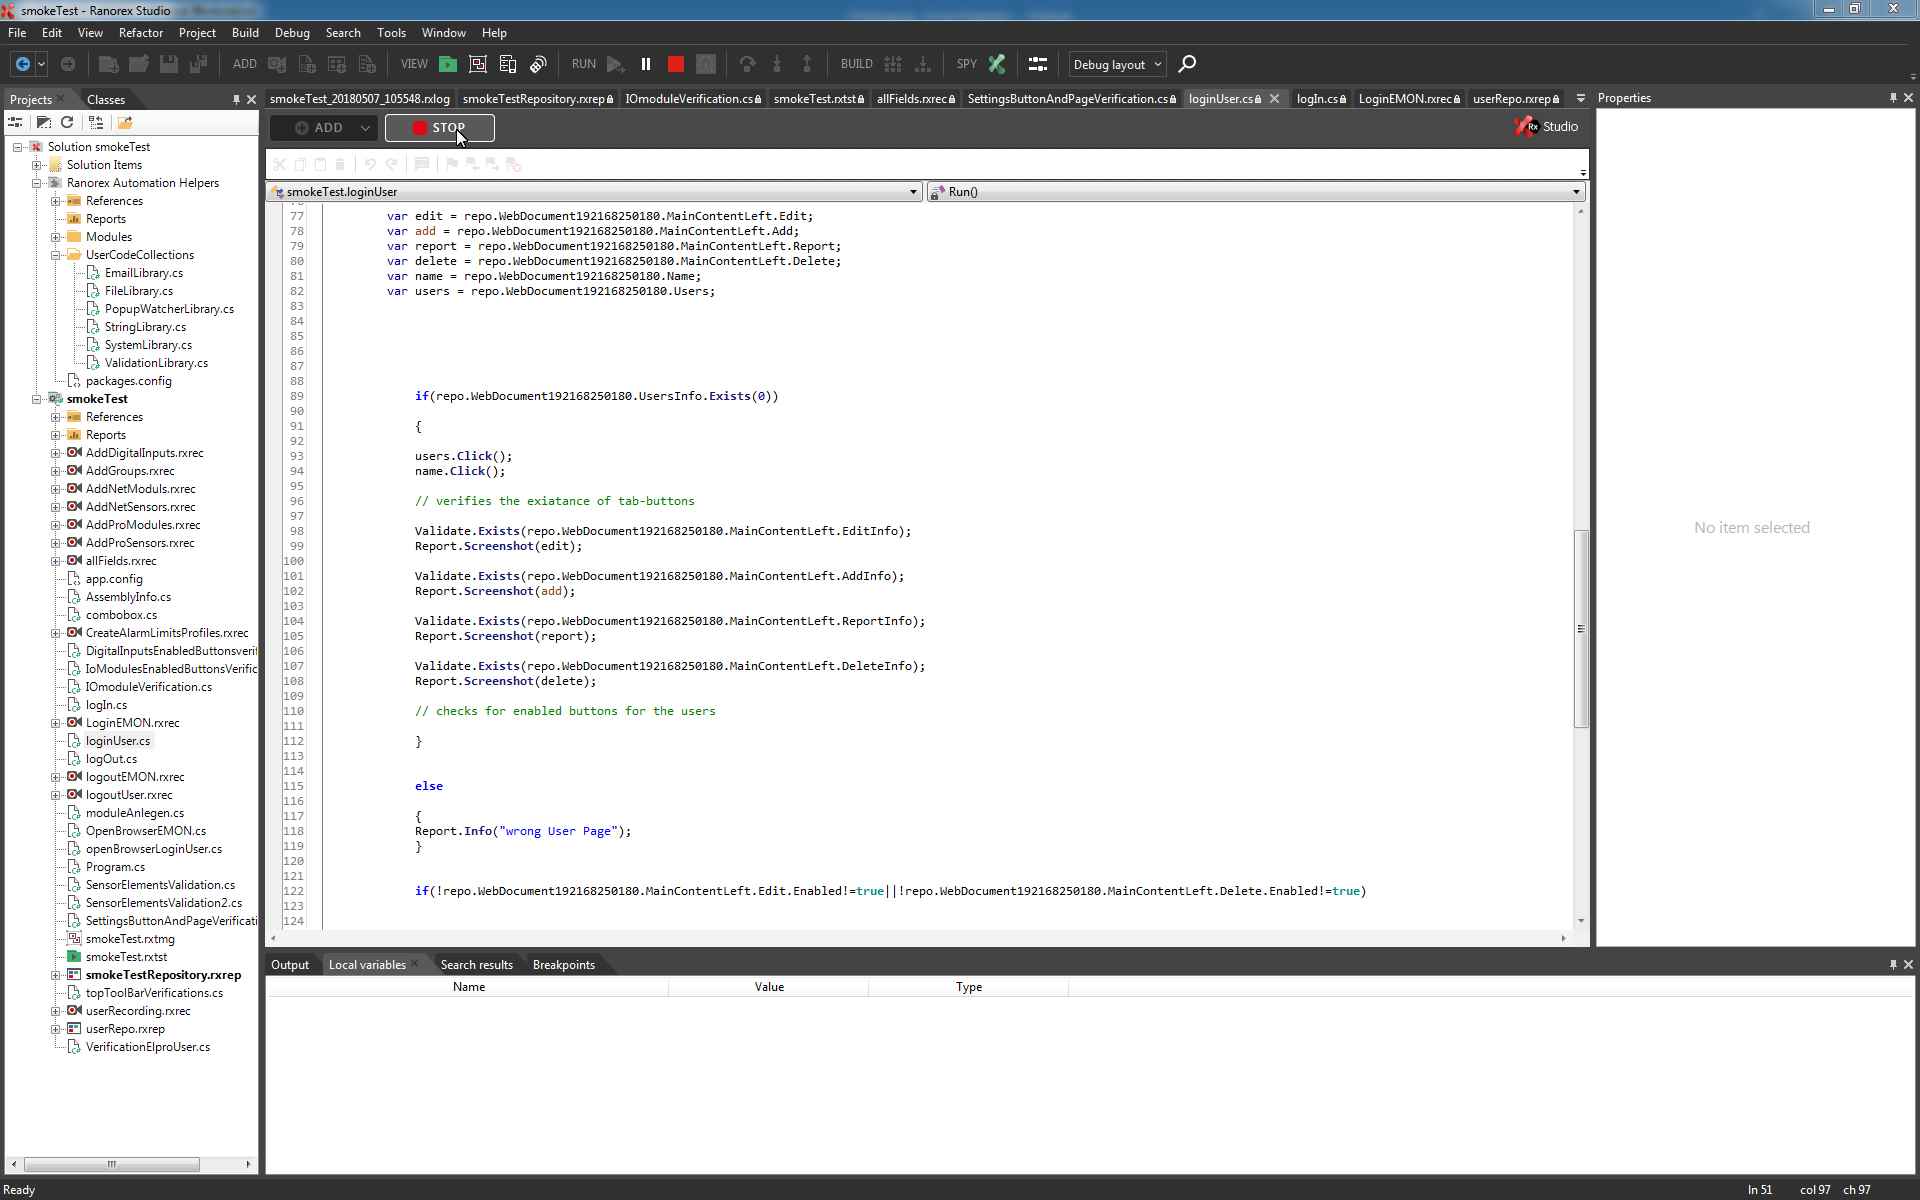 smokeTest - Ranorex Studio
File Edit View Refactor Project Build Debug Search Tools Window Help
ADD VIEW RUN BUILD SPY Debug layout
Projects Classes
smokeTest_20180507_105548.rxlog smokeTestRepository.rxrep IOmoduleVerification.cs smokeTest.rxtst allFields.rxrec SettingsButtonAndPageVerification.cs loginUser.cs logIn.cs LoginEMON.rxrec userRepo.rxrep
Properties
ADD STOP
Rx Studio
smokeTest.loginUser Run()
Solution smokeTest
Solution Items
Ranorex Automation Helpers
References
Reports
Modules
UserCodeCollections
EmailLibrary.cs
FileLibrary.cs
PopupWatcherLibrary.cs
StringLibrary.cs
SystemLibrary.cs
ValidationLibrary.cs
packages.config
smokeTest
References
Reports
AddDigitalInputs.rxrec
AddGroups.rxrec
AddNetModuls.rxrec
AddNetSensors.rxrec
AddProModules.rxrec
AddProSensors.rxrec
allFields.rxrec
app.config
AssemblyInfo.cs
combobox.cs
CreateAlarmLimitsProfiles.rxrec
DigitalInputsEnabledButtonsveri
IoModulesEnabledButtonsVerific
IOmoduleVerification.cs
logIn.cs
LoginEMON.rxrec
loginUser.cs
logOut.cs
logoutEMON.rxrec
logoutUser.rxrec
moduleAnlegen.cs
OpenBrowserEMON.cs
openBrowserLoginUser.cs
Program.cs
SensorElementsValidation.cs
SensorElementsValidation2.cs
SettingsButtonAndPageVerificati
smokeTest.rxtmg
smokeTest.rxtst
smokeTestRepository.rxrep
topToolBarVerifications.cs
userRecording.rxrec
userRepo.rxrep
VerificationElproUser.cs
77 var edit = repo.WebDocument192168250180.MainContentLeft.Edit;
78 var add = repo.WebDocument192168250180.MainContentLeft.Add;
79 var report = repo.WebDocument192168250180.MainContentLeft.Report;
80 var delete = repo.WebDocument192168250180.MainContentLeft.Delete;
81 var name = repo.WebDocument192168250180.Name;
82 var users = repo.WebDocument192168250180.Users;
83
84
85
86
87
88
89 if(repo.WebDocument192168250180.UsersInfo.Exists(0))
90
91 {
92
93 users.Click();
94 name.Click();
95
96 // verifies the exiatance of tab-buttons
97
98 Validate.Exists(repo.WebDocument192168250180.MainContentLeft.EditInfo);
99 Report.Screenshot(edit);
100
101 Validate.Exists(repo.WebDocument192168250180.MainContentLeft.AddInfo);
102 Report.Screenshot(add);
103
104 Validate.Exists(repo.WebDocument192168250180.MainContentLeft.ReportInfo);
105 Report.Screenshot(report);
106
107 Validate.Exists(repo.WebDocument192168250180.MainContentLeft.DeleteInfo);
108 Report.Screenshot(delete);
109
110 // checks for enabled buttons for the users
111
112 }
113
114
115 else
116
117 {
118 Report.Info("wrong User Page");
119 }
120
121
122 if(!repo.WebDocument192168250180.MainContentLeft.Edit.Enabled!=true||!repo.WebDocument192168250180.MainContentLeft.Delete.Enabled!=true)
123
124
No item selected
Output Local variables Search results Breakpoints
Name Value Type
Ready
ln 51 col 97 ch 97